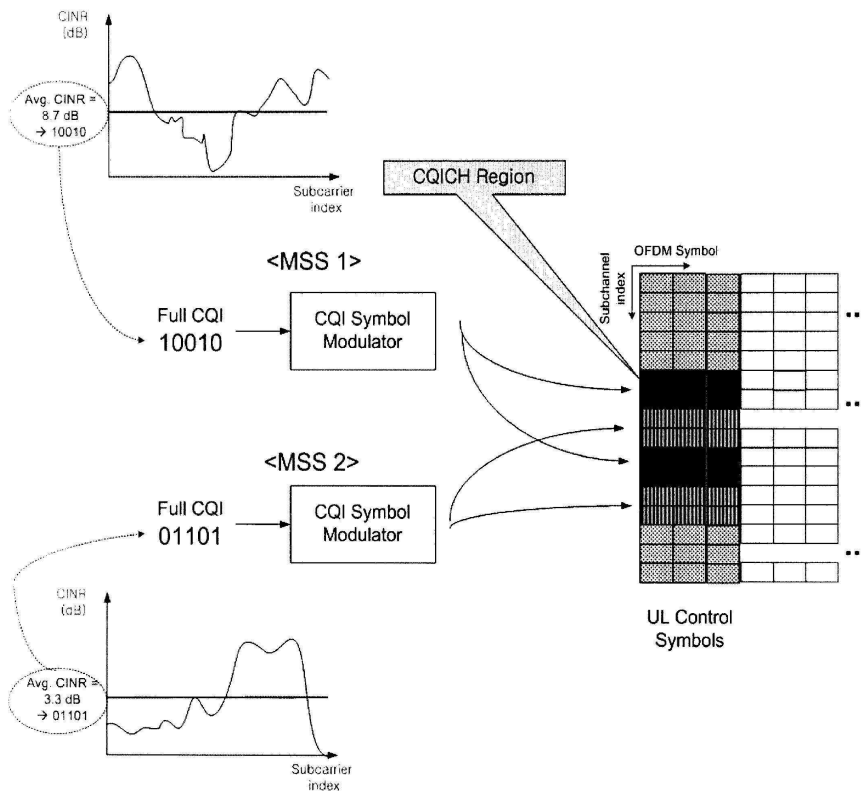 CINR
(dB)
Avg. CINR =
8.7 dB
→ 10010
Subcarrier
index
CQICH Region
<MSS 1>
OFDM Symbol
Subchannel
index
Full CQI
10010
CQI Symbol
Modulator
..
..
<MSS 2>
Full CQI
01101
CQI Symbol
Modulator
..
UL Control
Symbols
CINR
(dB)
Avg. CINR =
3.3 dB
→ 01101
Subcarrier
index